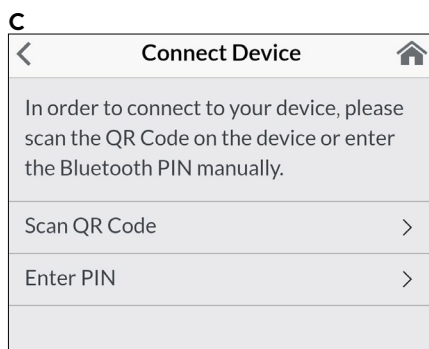 C
Connect Device
In order to connect to your device, please
scan the QR Code on the device or enter
the Bluetooth PIN manually.
Scan QR Code
Enter PIN